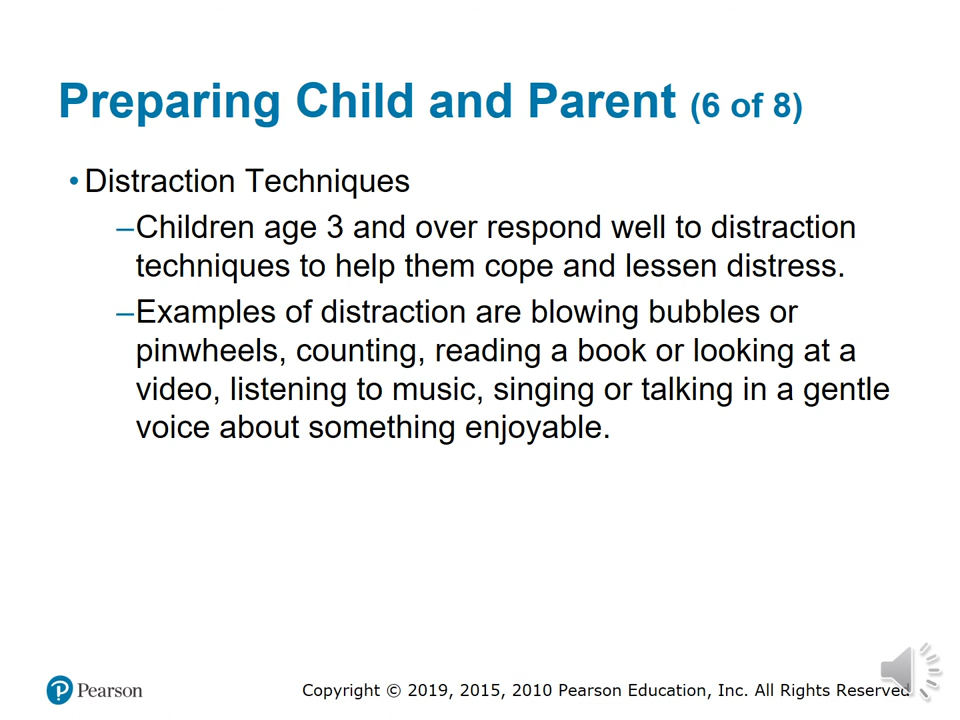 Preparing Child and Parent (6 of 8)
• Distraction Techniques
–Children age 3 and over respond well to distraction
techniques to help them cope and lessen distress.
–Examples of distraction are blowing bubbles or
pinwheels, counting, reading a book or looking at a
video, listening to music, singing or talking in a gentle
voice about something enjoyable.
Pearson
Copyright © 2019, 2015, 2010 Pearson Education, Inc. All Rights Reserved